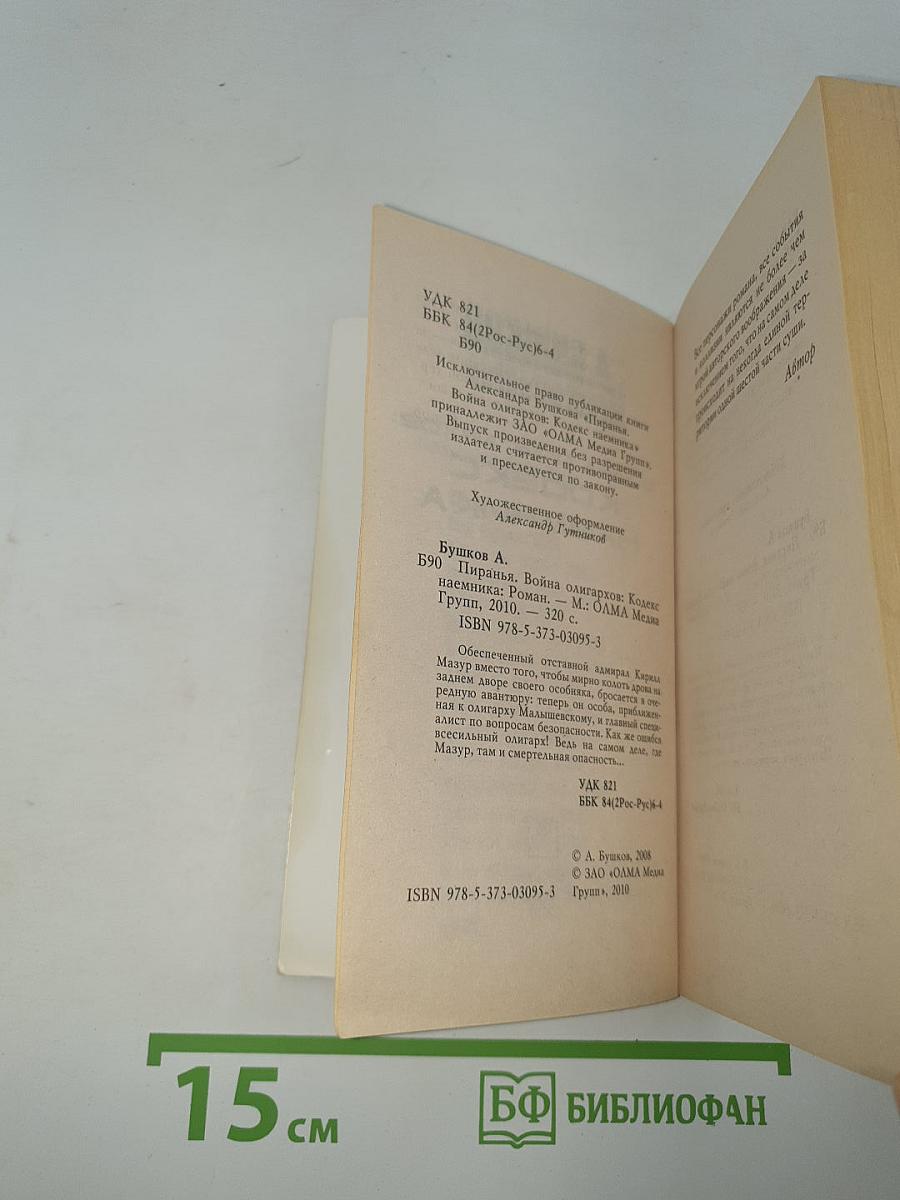 УДК 821
ББК 84(2Рос-Рус)6-4
Б90
Исключительное право публикации книги
Александра Бушкова «Пиранья.
Война олигархов: Кодекс наемника»
принадлежит ЗАО «ОЛМА Медиа Групп».
Выпуск произведения без разрешения
издателя считается противоправным
и преследуется по закону.
Художественное оформление
Александр Гутников
Бушков А.
Б90 Пиранья. Война олигархов: Кодекс
наемника: Роман. — М.: ОЛМА Медиа
Групп, 2010. — 320 с.
ISBN 978-5-373-03095-3
Обеспеченный отставной адмирал Кирилл
Мазур вместо того, чтобы мирно колоть дрова на
заднем дворе своего особняка, бросается в оче-
редную авантюру: теперь он особа, приближен-
ная к олигарху Малышевскому, и главный специ-
алист по вопросам безопасности. Как же ошибся
всесильный олигарх! Ведь на самом деле, где
Мазур, там и смертельная опасность...
УДК 821
ББК 84(2Рос-Рус)6-4
© А. Бушков, 2008
© ЗАО «ОЛМА Медиа
ISBN 978-5-373-03095-3 Групп», 2010
Все персонажи романа, все события
и коллизии являются не более чем
игрой авторского воображения — за
исключением того, что на самом деле
происходит на некогда единой тер-
ритории одной шестой части суши.
Автор
15 см
БФ БИБЛИОФАН